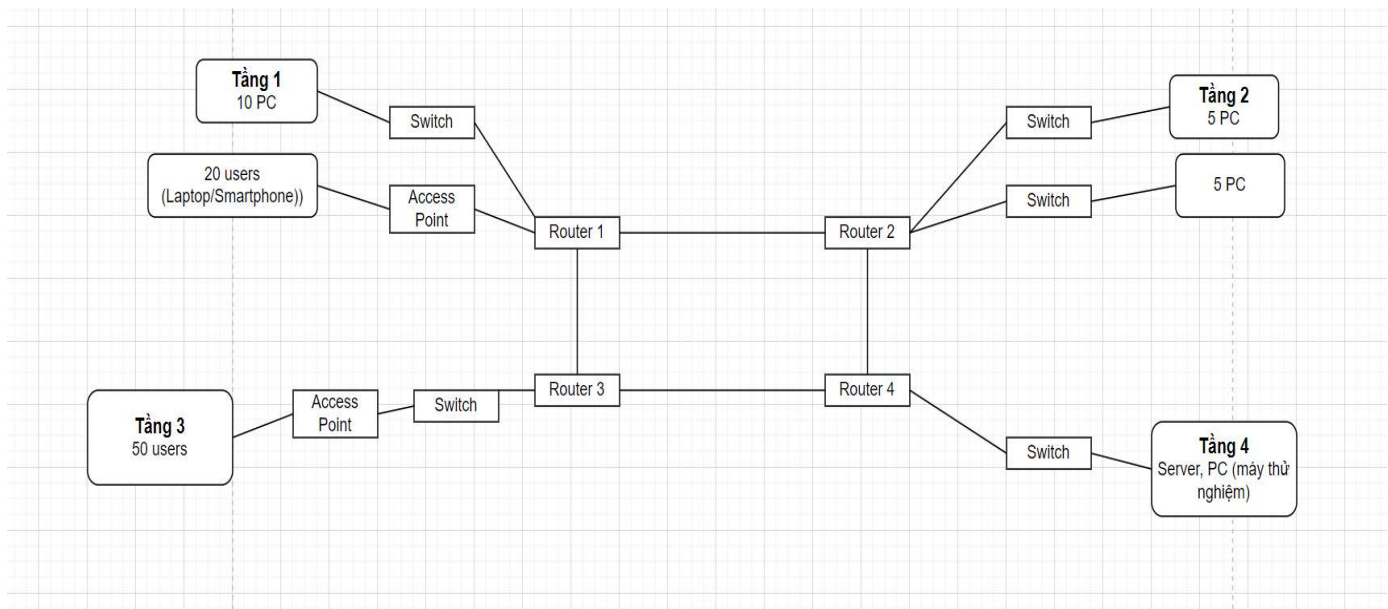 Tầng 1
10 PC
Switch
20 users
(Laptop/Smartphone))
Access
Point
Router 1
Router 2
Switch
Tầng 2
5 PC
Switch
5 PC
Tầng 3
50 users
Access
Point
Switch
Router 3
Router 4
Switch
Tầng 4
Server, PC (máy thử
nghiệm)